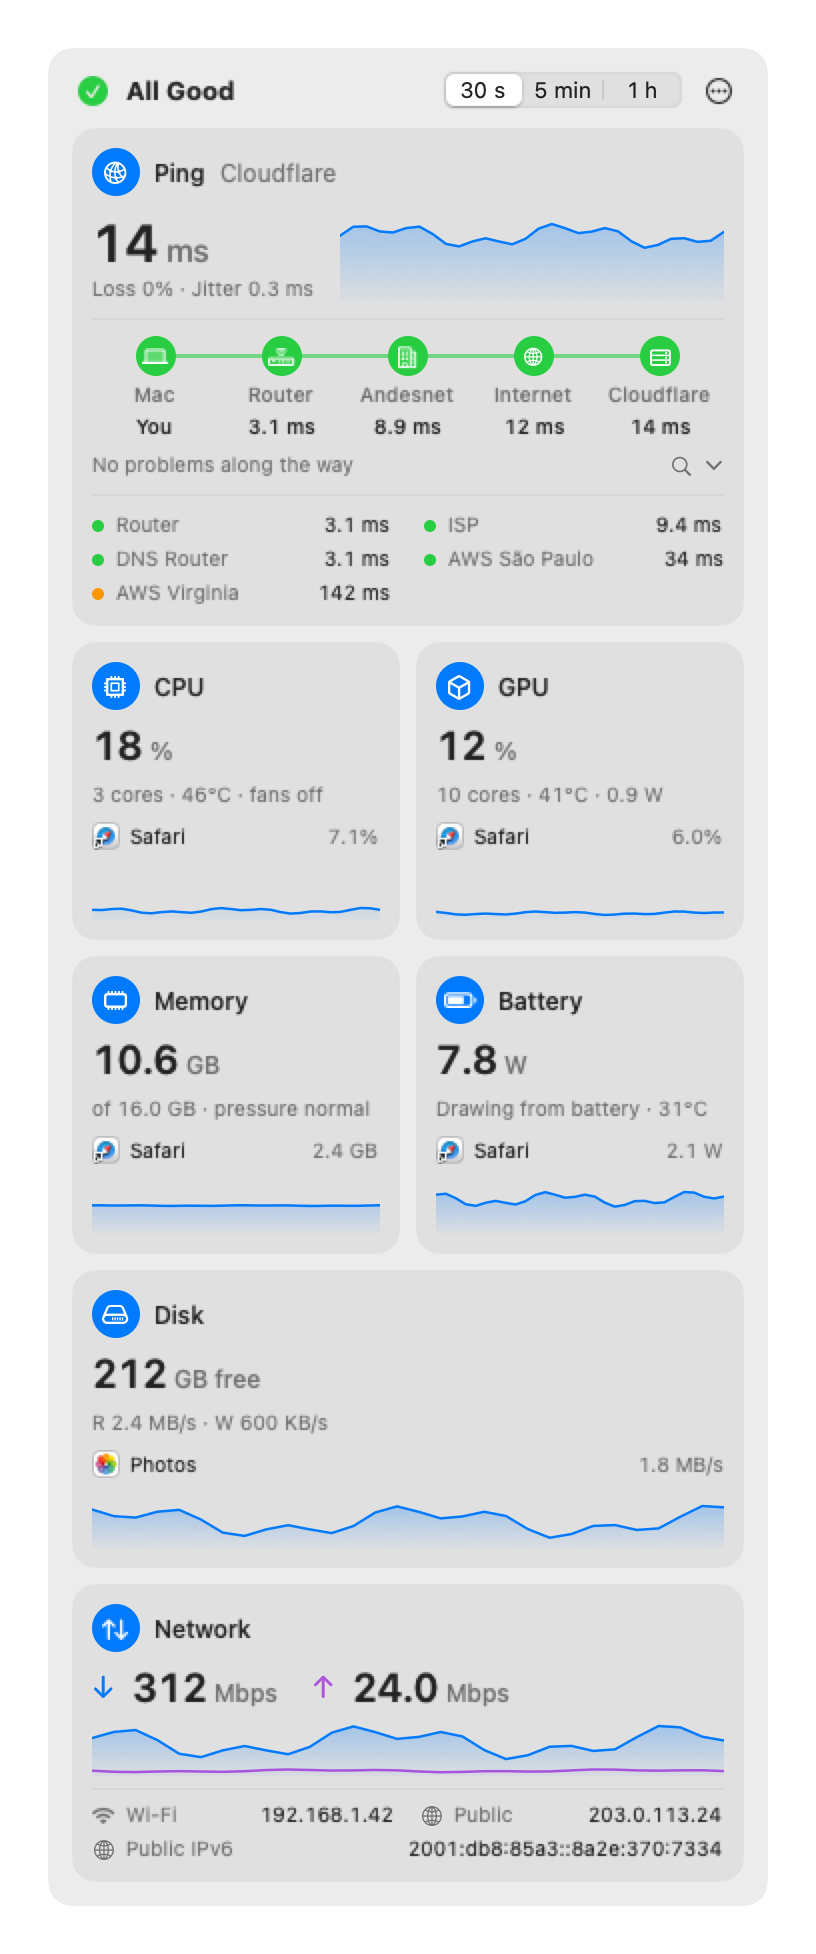 All Good
30 s
5 min
1 h
Ping Cloudflare
14 ms
Loss 0% · Jitter 0.3 ms
Mac
Router
Andesnet
Internet
Cloudflare
You
3.1 ms
8.9 ms
12 ms
14 ms
No problems along the way
Router 3.1 ms
ISP 9.4 ms
DNS Router 3.1 ms
AWS São Paulo 34 ms
AWS Virginia 142 ms
CPU
18 %
3 cores · 46°C · fans off
Safari 7.1%
GPU
12 %
10 cores · 41°C · 0.9 W
Safari 6.0%
Memory
10.6 GB
of 16.0 GB · pressure normal
Safari 2.4 GB
Battery
7.8 W
Drawing from battery · 31°C
Safari 2.1 W
Disk
212 GB free
R 2.4 MB/s · W 600 KB/s
Photos 1.8 MB/s
Network
↓ 312 Mbps ↑ 24.0 Mbps
Wi-Fi 192.168.1.42
Public 203.0.113.24
Public IPv6 2001:db8:85a3::8a2e:370:7334